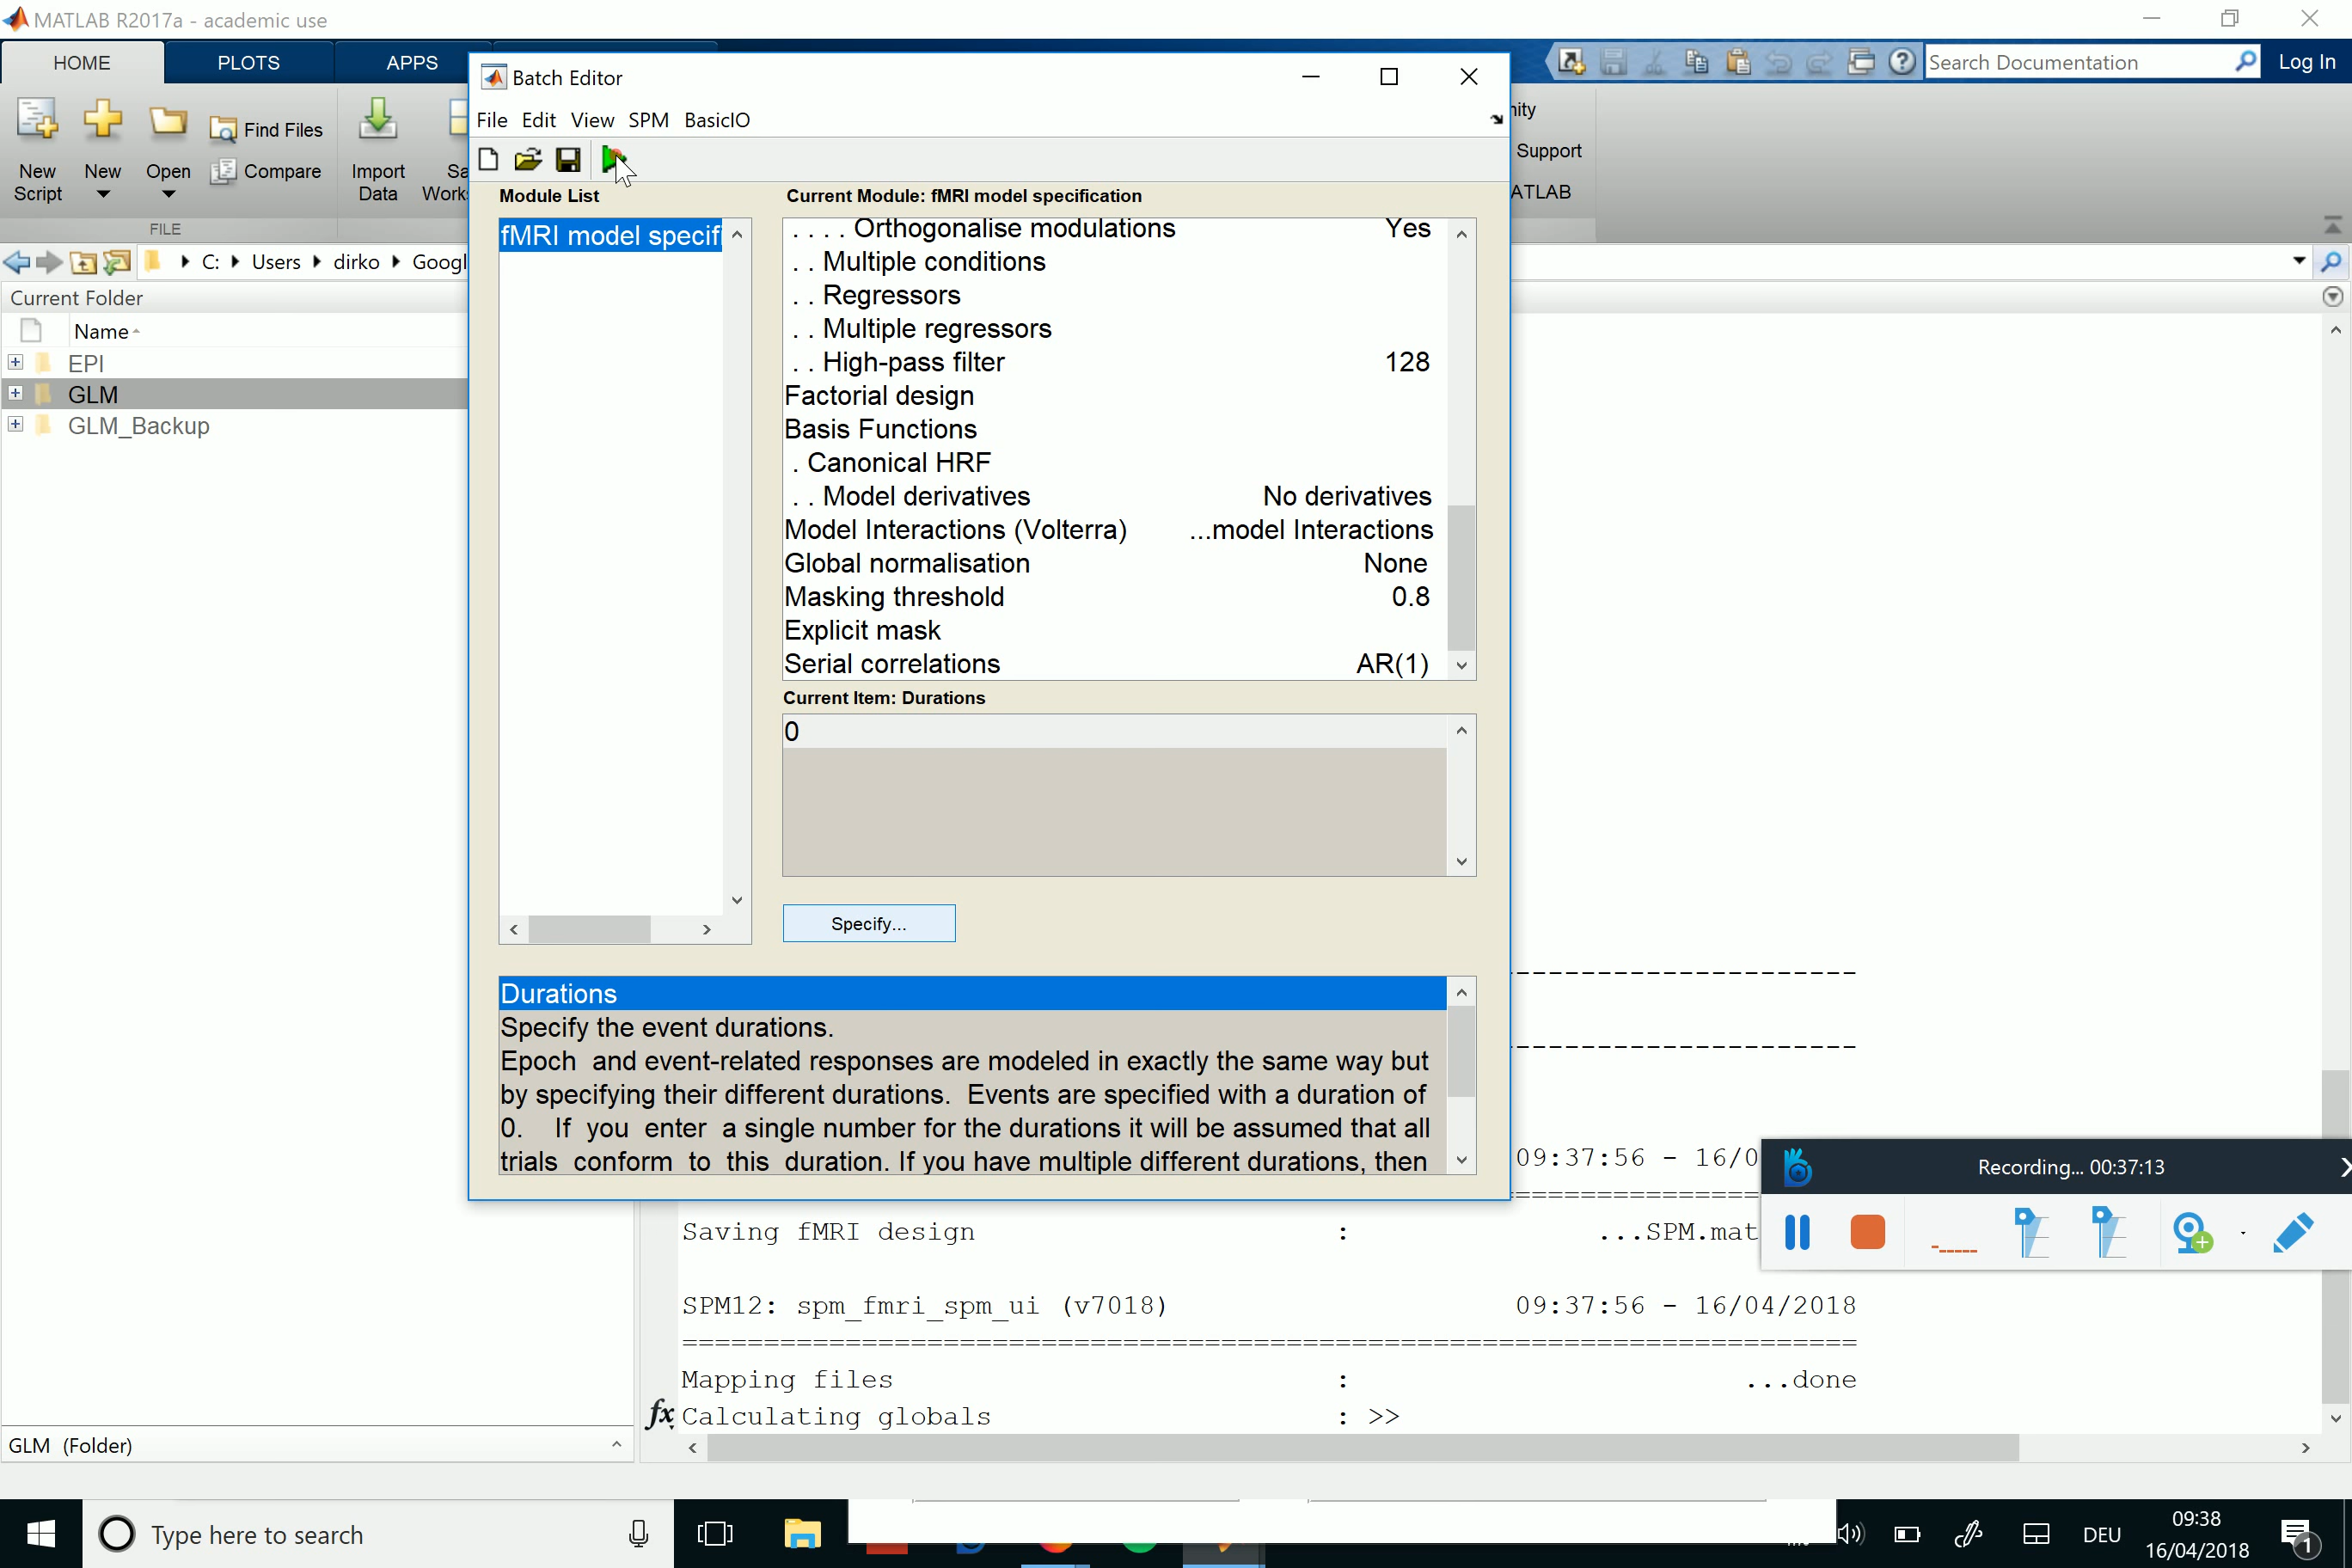 MATLAB R2017a - academic use
HOME PLOTS APPS
Search Documentation Log In
Batch Editor
File Edit View SPM BasicIO
New Script
New
Open
Find Files
Compare
Import Data
FILE
Support
C: Users dirko
Current Folder
Name
EPI
GLM
GLM_Backup
Module List
fMRI model specifi
Current Module: fMRI model specification
. . . . Orthogonalise modulations Yes
. . Multiple conditions
. . Regressors
. . Multiple regressors
. . High-pass filter 128
Factorial design
Basis Functions
. Canonical HRF
. . Model derivatives No derivatives
Model Interactions (Volterra) ...model Interactions
Global normalisation None
Masking threshold 0.8
Explicit mask
Serial correlations AR(1)
Current Item: Durations
0
Specify...
Durations
Specify the event durations.
Epoch and event-related responses are modeled in exactly the same way but
by specifying their different durations. Events are specified with a duration of
0. If you enter a single number for the durations it will be assumed that all
trials conform to this duration. If you have multiple different durations, then
09:37:56 - 16/0
Recording... 00:37:13
Saving fMRI design : ...SPM.mat
SPM12: spm_fmri_spm_ui (v7018) 09:37:56 - 16/04/2018
Mapping files : ...done
fx Calculating globals : >>
GLM (Folder)
Type here to search
DEU
09:38
16/04/2018
1